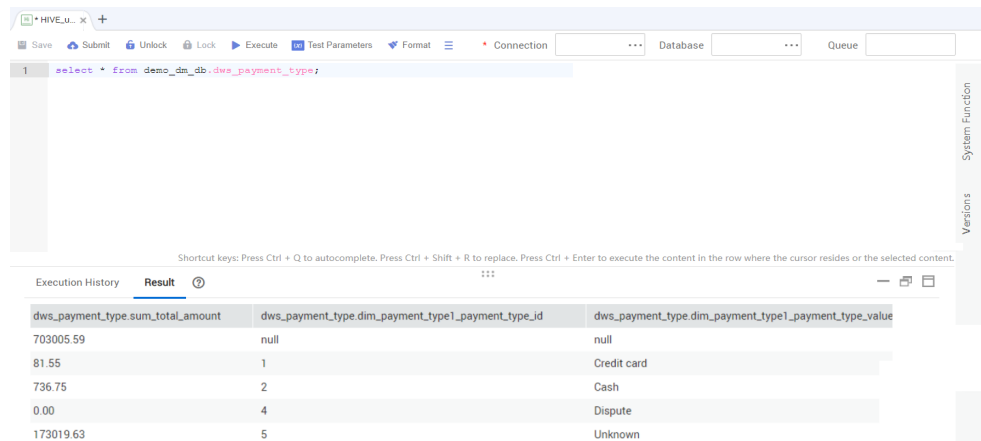 * HIVE_u... × +
Save Submit Unlock Lock Execute Test Parameters Format * Connection ... Database ... Queue
1 select * from demo_dm_db.dws_payment_type;
System Function
Versions
Shortcut keys: Press Ctrl + Q to autocomplete. Press Ctrl + Shift + R to replace. Press Ctrl + Enter to execute the content in the row where the cursor resides or the selected content.
Execution History Result ?
dws_payment_type.sum_total_amount dws_payment_type.dim_payment_type1_payment_type_id dws_payment_type.dim_payment_type1_payment_type_value
703005.59 null null
81.55 1 Credit card
736.75 2 Cash
0.00 4 Dispute
173019.63 5 Unknown